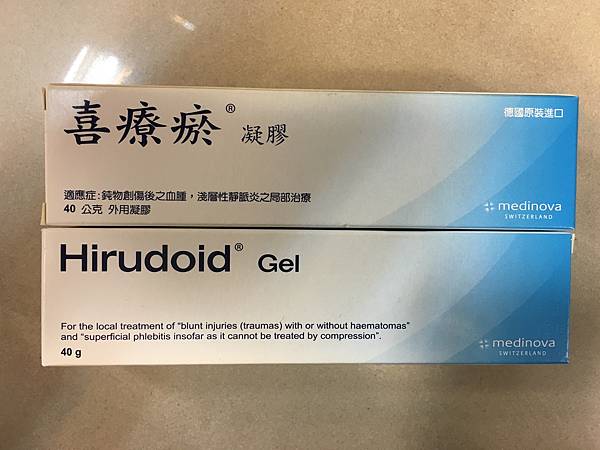 喜療瘀® 凝膠
德國原裝進口
適應症:鈍物創傷後之血腫,淺層性靜脈炎之局部治療
40 公克 外用凝膠
medinova
SWITZERLAND
Hirudoid® Gel
For the local treatment of "blunt injuries (traumas) with or without haematomas"
and "superficial phlebitis insofar as it cannot be treated by compression".
40 g
medinova
SWITZERLAND